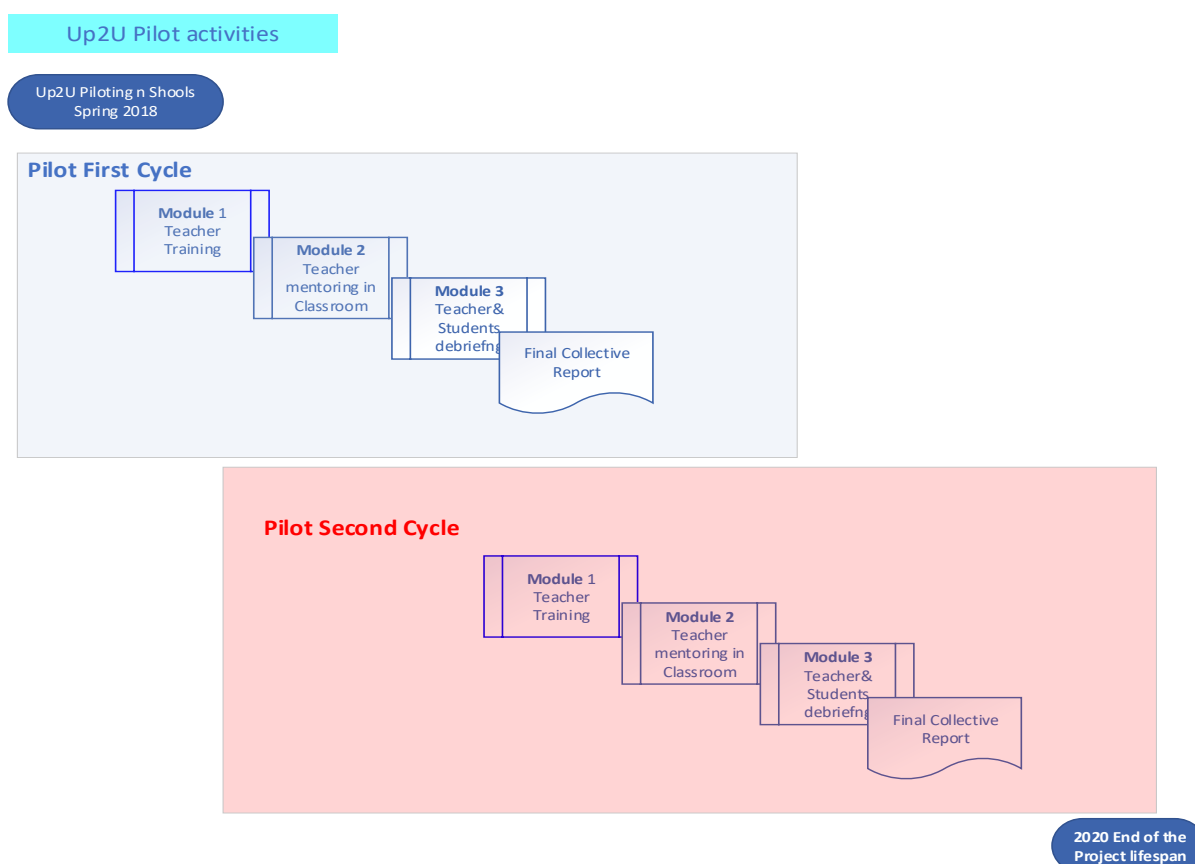 Up2U Pilot activities
Up2U Piloting n Shools
Spring 2018
Pilot First Cycle
Module 1
Teacher
Training
Module 2
Teacher
mentoring in
Classroom
Module 3
Teacher&
Students
debriefng
Final Collective
Report
Pilot Second Cycle
Module 1
Teacher
Training
Module 2
Teacher
mentoring in
Classroom
Module 3
Teacher&
Students
debriefng
Final Collective
Report
2020 End of the
Project lifespan